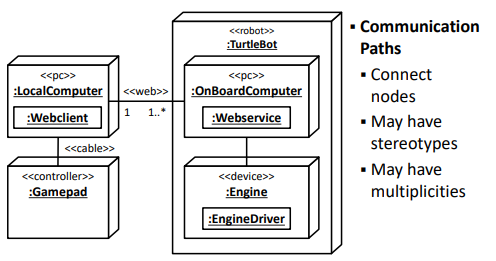 <<robot>>
:TurtleBot
<<pc>>
:LocalComputer
:Webclient
<<web>>
1 1..*
<<pc>>
:OnBoardComputer
:Webservice
<<cable>>
<<controller>>
:Gamepad
<<device>>
:Engine
:EngineDriver
▪ Communication
Paths
▪ Connect
nodes
▪ May have
stereotypes
▪ May have
multiplicities